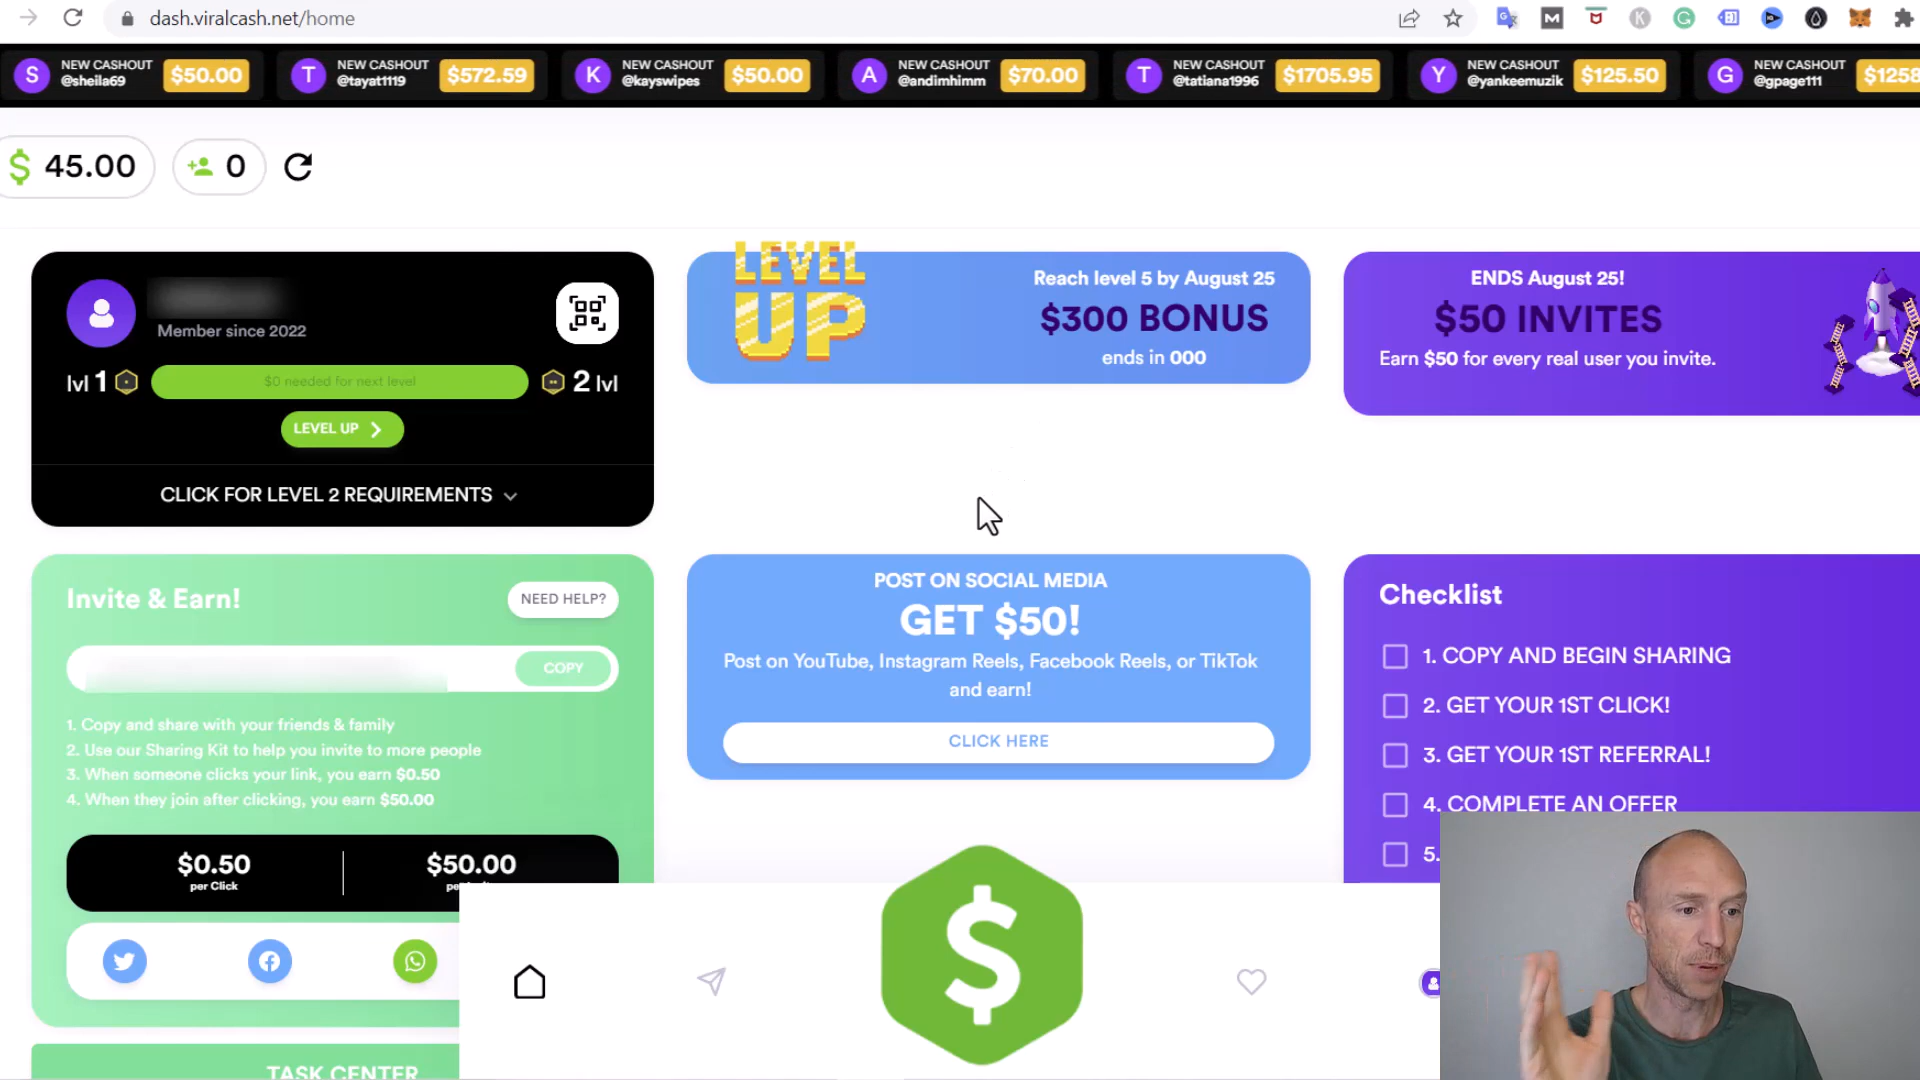 dash.viralcash.net/home
S NEW CASHOUT @sheila69 $50.00
T NEW CASHOUT @tayat1119 $572.59
K NEW CASHOUT @kayswipes $50.00
A NEW CASHOUT @andimhimm $70.00
T NEW CASHOUT @tatiana1996 $1705.95
Y NEW CASHOUT @yankeemuzik $125.50
G NEW CASHOUT @gpage111 $1258
$ 45.00
0
Member since 2022
lvl 1
$0 needed for next level
2 lvl
LEVEL UP
CLICK FOR LEVEL 2 REQUIREMENTS
LEVEL
UP
Reach level 5 by August 25
$300 BONUS
ends in 000
ENDS August 25!
$50 INVITES
Earn $50 for every real user you invite.
Invite & Earn!
NEED HELP?
COPY
1. Copy and share with your friends & family
2. Use our Sharing Kit to help you invite to more people
3. When someone clicks your link, you earn $0.50
4. When they join after clicking, you earn $50.00
$0.50
per Click
$50.00
TASK CENTER
POST ON SOCIAL MEDIA
GET $50!
Post on YouTube, Instagram Reels, Facebook Reels, or TikTok
and earn!
CLICK HERE
Checklist
1. COPY AND BEGIN SHARING
2. GET YOUR 1ST CLICK!
3. GET YOUR 1ST REFERRAL!
4. COMPLETE AN OFFER
5.
$